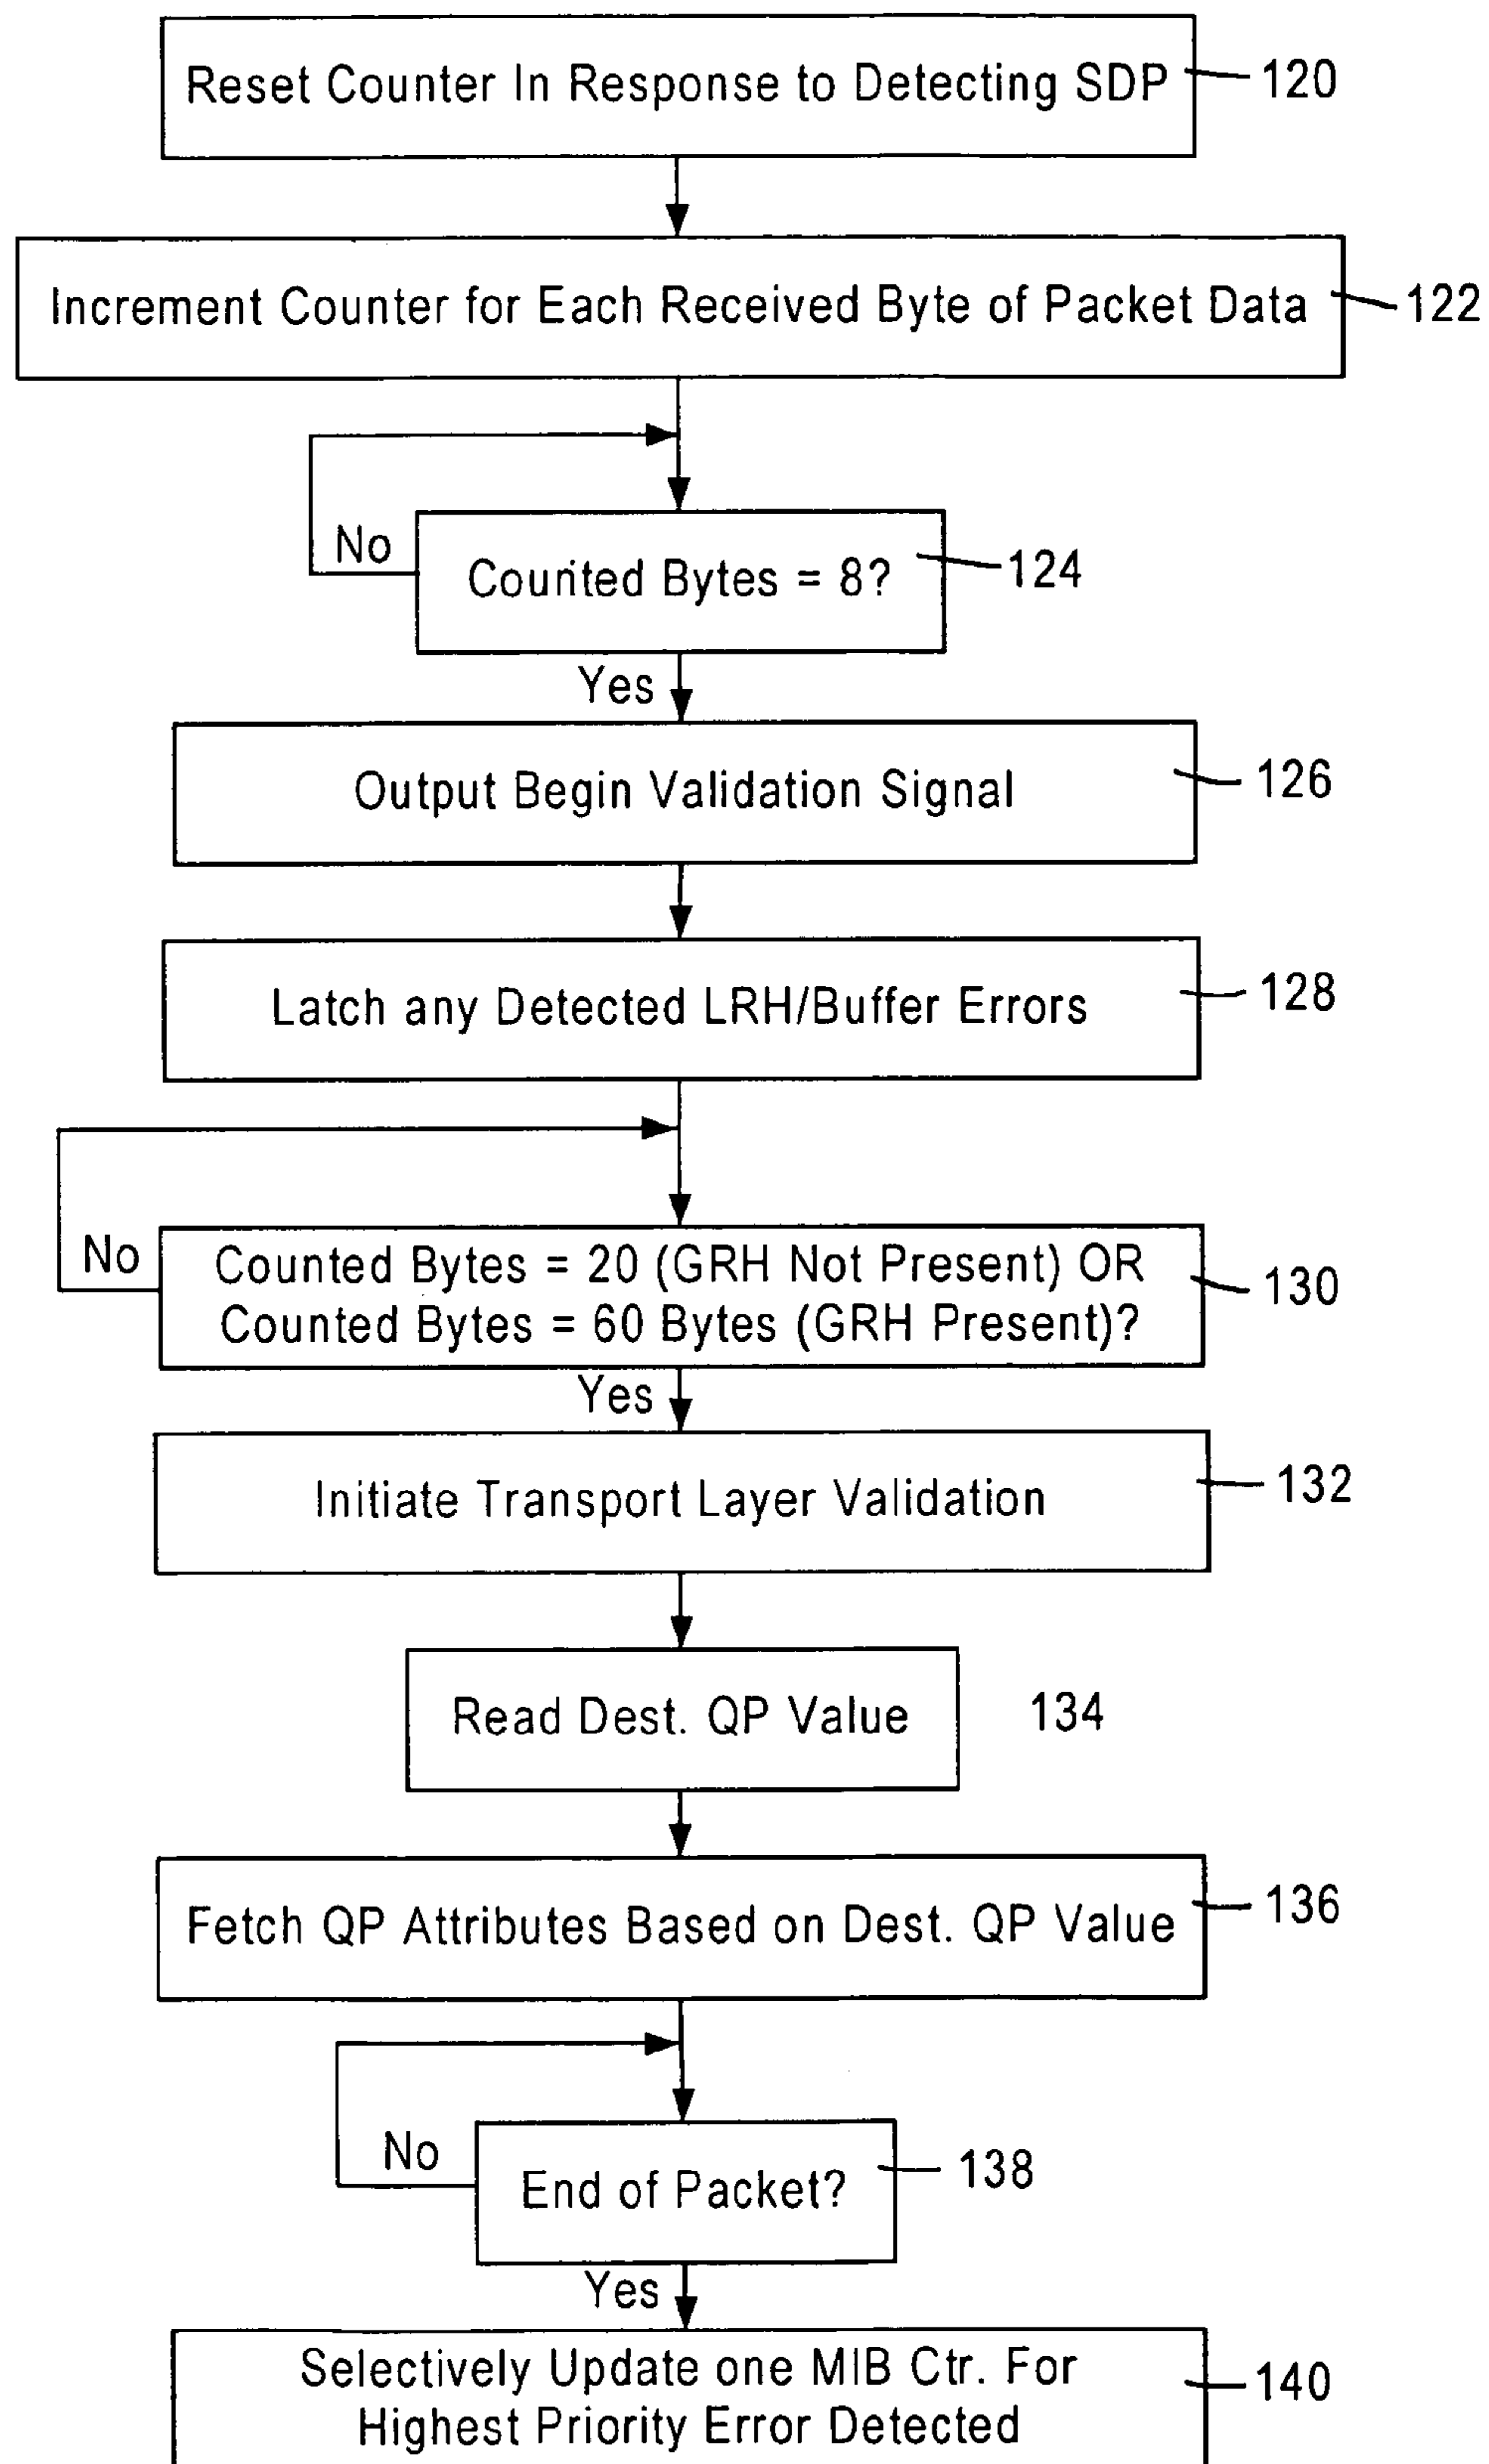 Reset Counter In Response to Detecting SDP
120
Increment Counter for Each Received Byte of Packet Data
122
No
Counted Bytes = 8?
124
Yes
Output Begin Validation Signal
126
Latch any Detected LRH/Buffer Errors
128
No
Counted Bytes = 20 (GRH Not Present) OR
Counted Bytes = 60 Bytes (GRH Present)?
130
Yes
Initiate Transport Layer Validation
132
Read Dest. QP Value
134
Fetch QP Attributes Based on Dest. QP Value
136
No
End of Packet?
138
Yes
Selectively Update one MIB Ctr. For
Highest Priority Error Detected
140